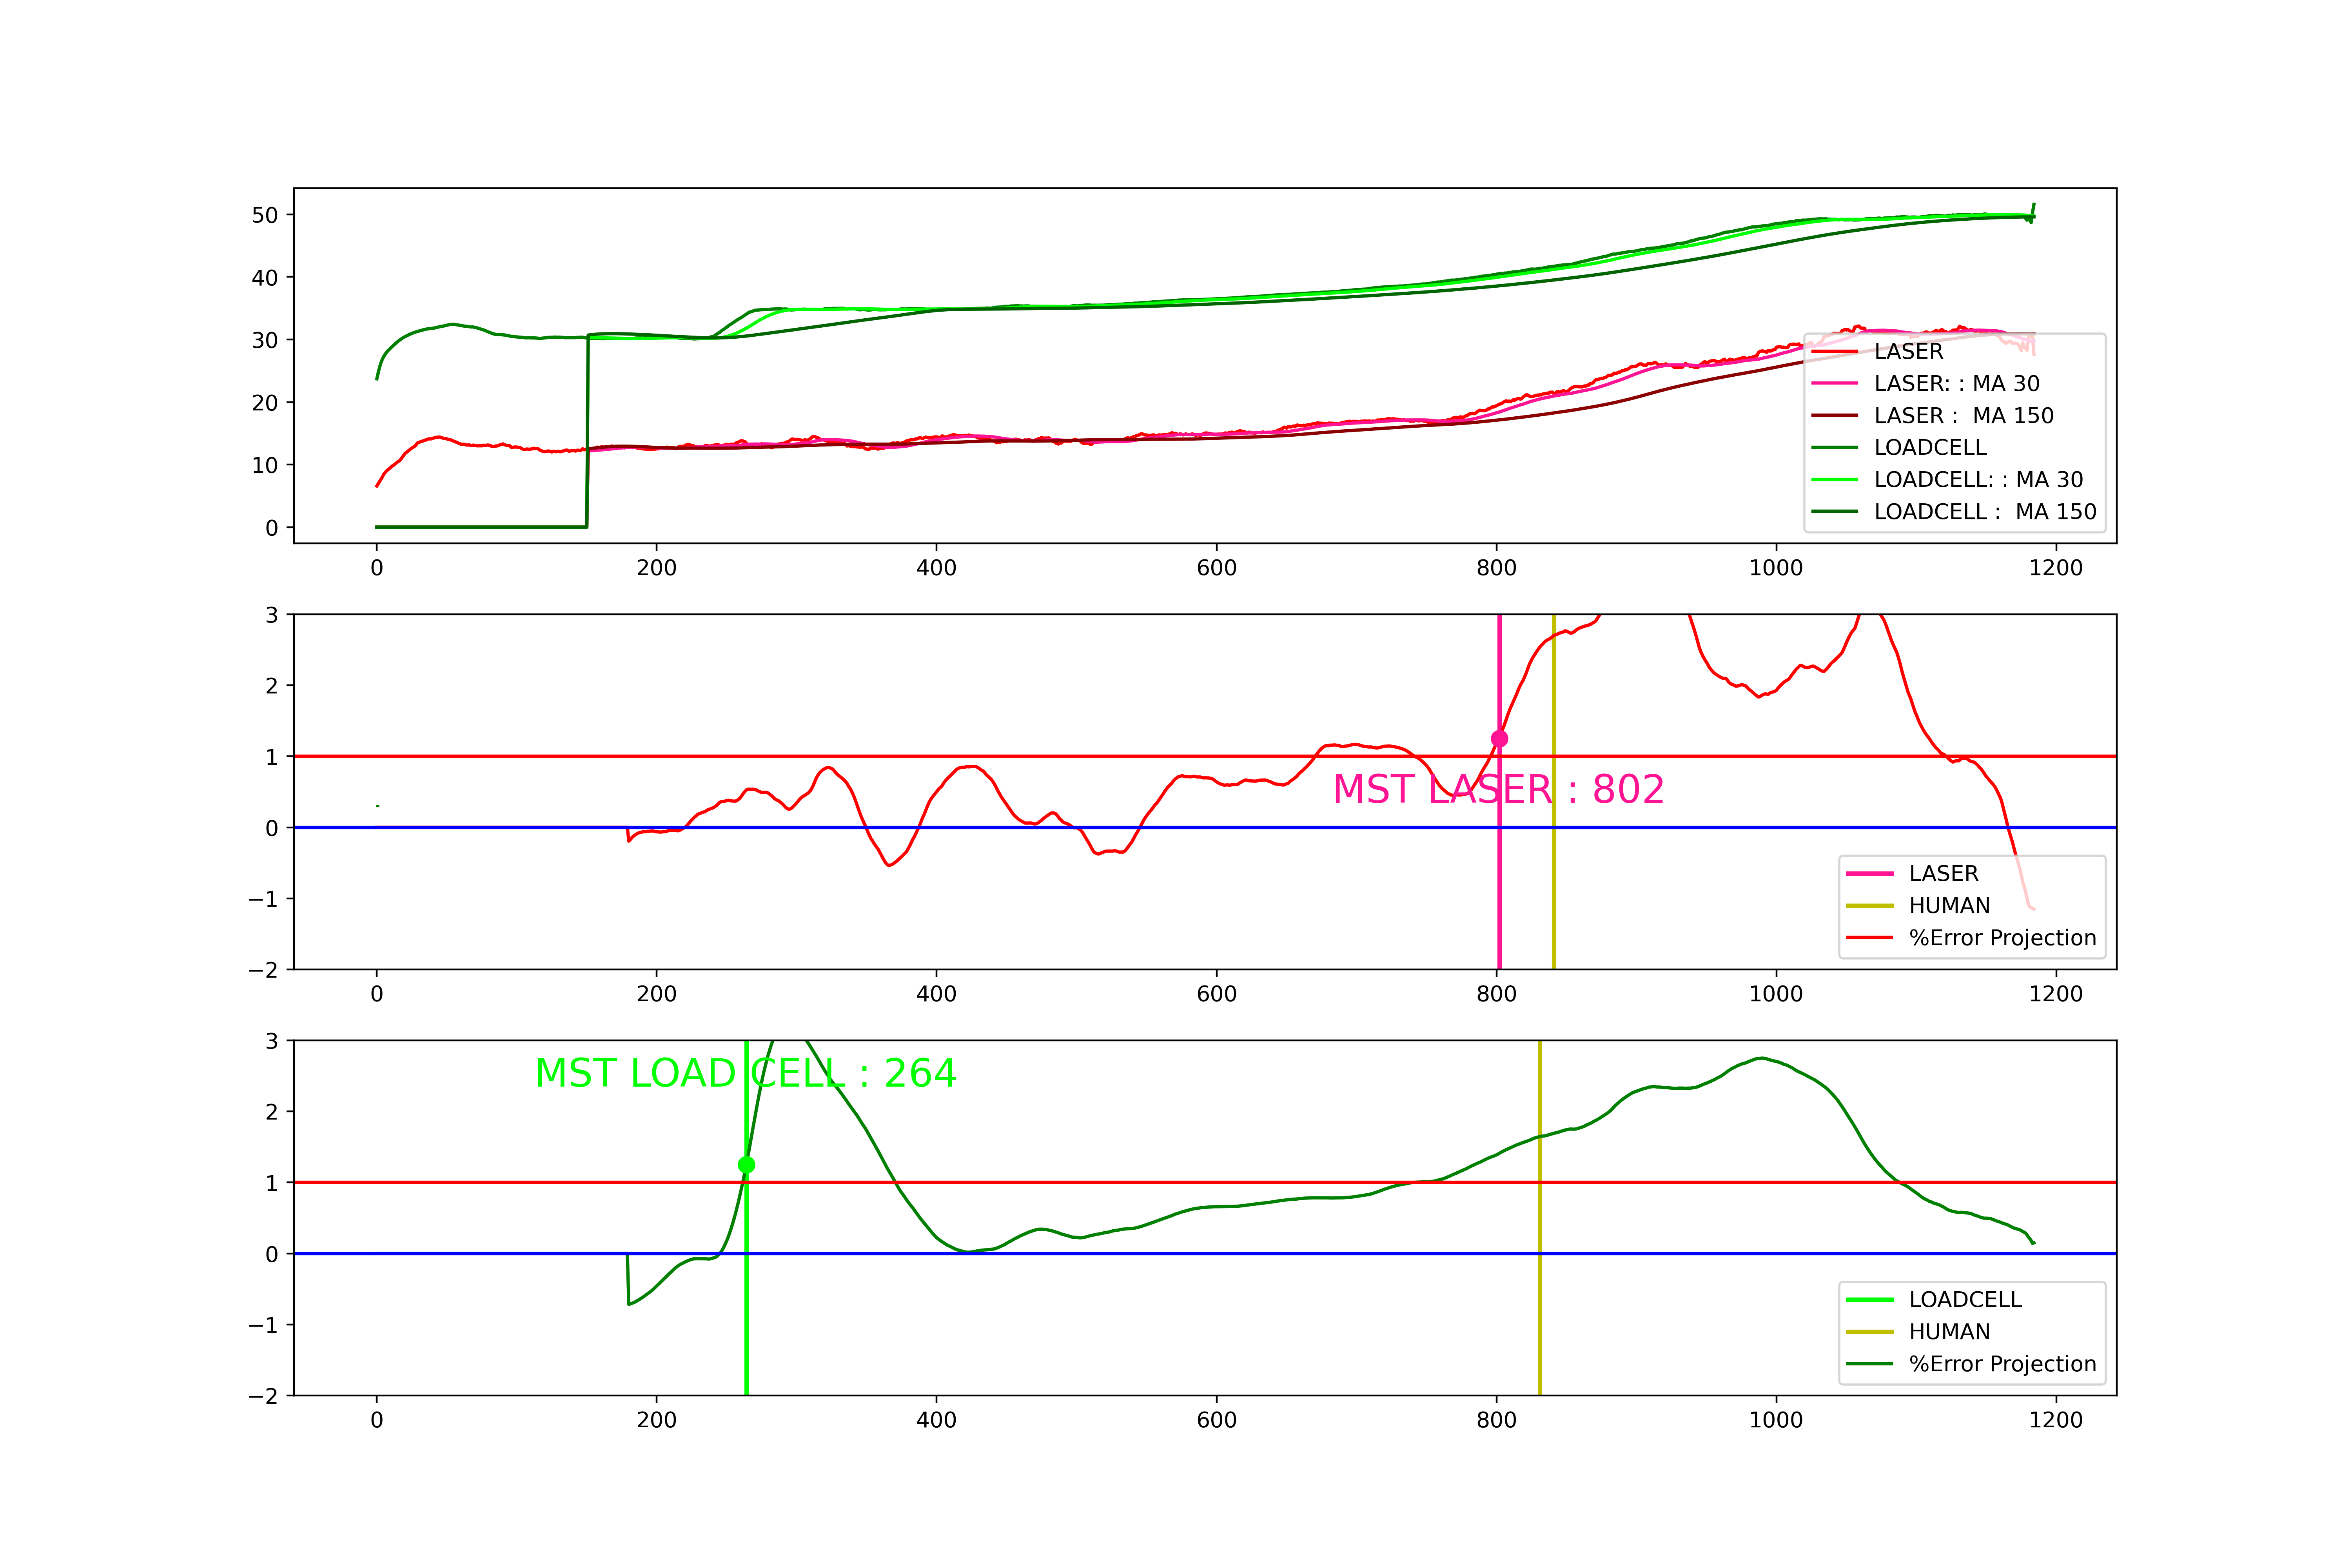 50
40
30
20
10
0
LASER
LASER: : MA 30
LASER :  MA 150
LOADCELL
LOADCELL: : MA 30
LOADCELL :  MA 150
0 200 400 600 800 1000 1200
3
2
1
MST LASER : 802
0
−1
−2
LASER
HUMAN
%Error Projection
0 200 400 600 800 1000 1200
3
MST LOAD CELL : 264
2
1
0
−1
−2
LOADCELL
HUMAN
%Error Projection
0 200 400 600 800 1000 1200